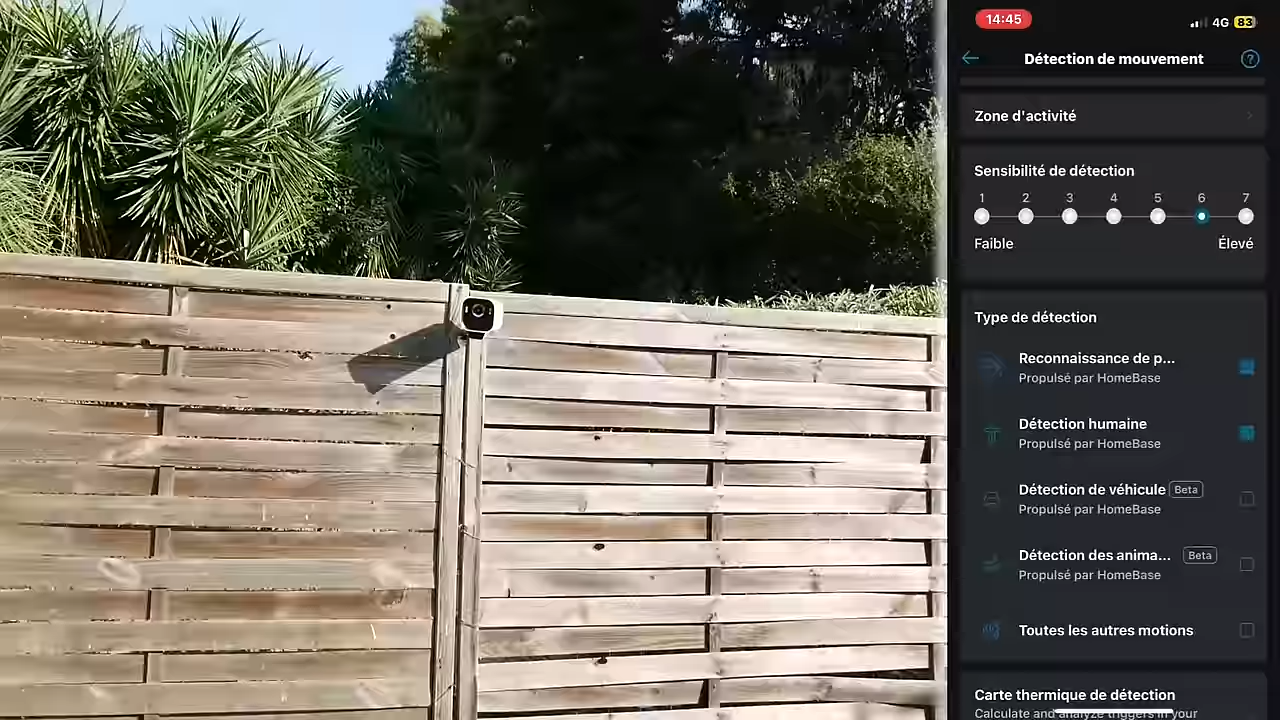 14:45
4G 83
Détection de mouvement
?
Zone d'activité
Sensibilité de détection
1 2 3 4 5 6 7
Faible Élevé
Type de détection
Reconnaissance de p...
Propulsé par HomeBase
Détection humaine
Propulsé par HomeBase
Détection de véhicule Beta
Propulsé par HomeBase
Détection des anima... Beta
Propulsé par HomeBase
Toutes les autres motions
Carte thermique de détection
Calculate and analyze triggers in your